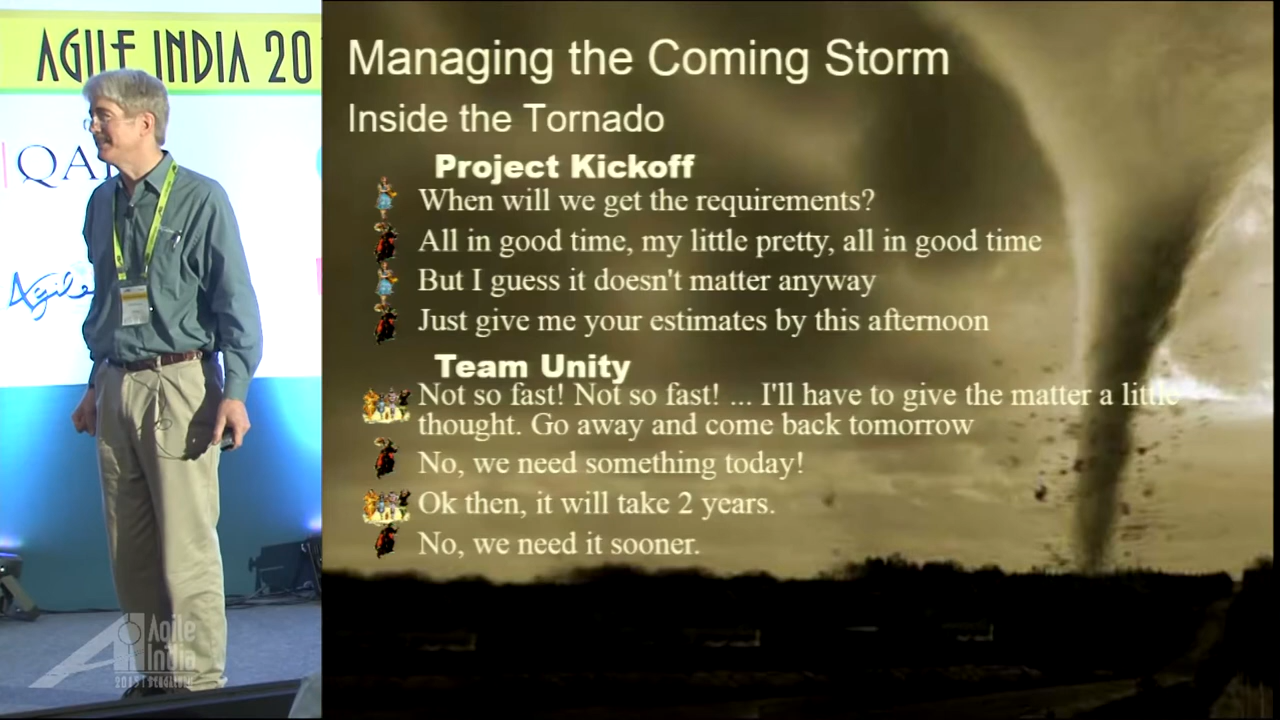 AGILE INDIA 20
QAI
Agile
Managing the Coming Storm
Inside the Tornado
Project Kickoff
When will we get the requirements?
All in good time, my little pretty, all in good time
But I guess it doesn't matter anyway
Just give me your estimates by this afternoon
Team Unity
Not so fast! Not so fast! ... I'll have to give the matter a little
thought. Go away and come back tomorrow
No, we need something today!
Ok then, it will take 2 years.
No, we need it sooner.
Agile
India
2015 | BENGALURU